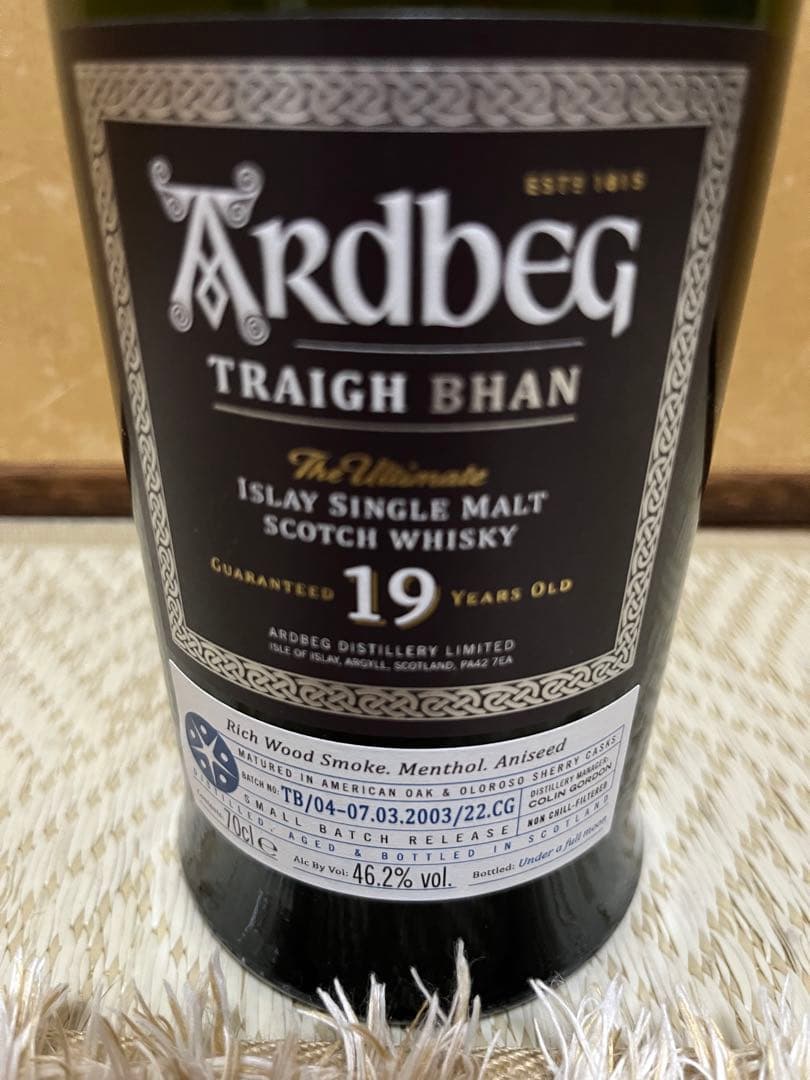 ESTD 1815
ARDBEG
TRAIGH BHAN
The Ultimate
ISLAY SINGLE MALT
SCOTCH WHISKY
GUARANTEED 19 YEARS OLD
ARDBEG DISTILLERY LIMITED
ISLE OF ISLAY, ARGYLL, SCOTLAND, PA42 7EA
Rich Wood Smoke. Menthol. Aniseed
MATURED IN AMERICAN OAK & OLOROSO SHERRY CASKS
BATCH NO: TB/04-07.03.2003/22.CG
DISTILLERY MANAGER:
COLIN GORDON
SMALL BATCH RELEASE
NON CHILL-FILTERED
DISTILLED, AGED & BOTTLED IN SCOTLAND
Contents: 70cl e
Alc By Vol: 46.2% vol.
Bottled: Under a full moon